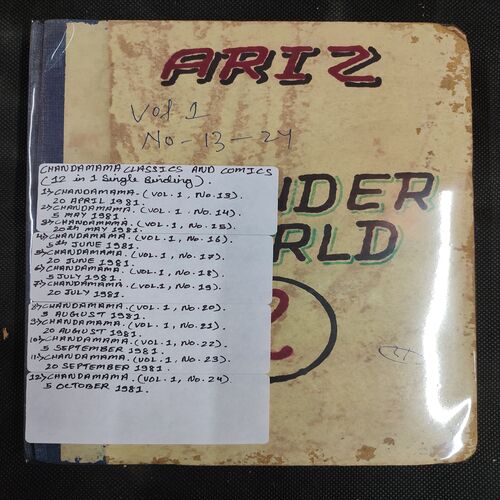 ARIZ
Vol 1
No-13-24
CHANDAMAMA CLASSICS AND COMICS
(12 in 1 Single Binding).
1) CHANDAMAMA. (VOL. 1, No. 13).
20 APRIL 1981.
2) CHANDAMAMA. (VOL. 1, No. 14).
5 MAY 1981.
3) CHANDAMAMA. (VOL. 1, No. 15).
20th MAY 1981.
4) CHANDAMAMA. (VOL. 1, No. 16).
5th JUNE 1981.
5) CHANDAMAMA. (VOL. 1, No. 17).
20 JUNE 1981.
6) CHANDAMAMA. (VOL. 1, No. 18).
5 JULY 1981.
7) CHANDAMAMA. (VOL. 1, No. 19).
20 JULY 1981.
8) CHANDAMAMA. (VOL. 1, No. 20).
5 AUGUST 1981.
9) CHANDAMAMA. (VOL. 1, No. 21).
20 AUGUST 1981.
10) CHANDAMAMA. (VOL. 1, No. 22).
5 SEPTEMBER 1981.
11) CHANDAMAMA. (VOL. 1, No. 23).
20 SEPTEMBER 1981.
12) CHANDAMAMA. (VOL. 1, No. 24)
5 OCTOBER 1981.
NDER
RLD
2